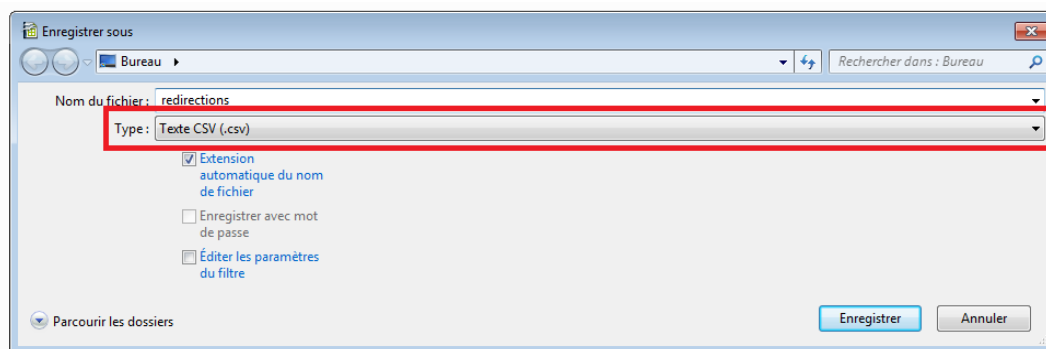 Enregistrer sous
Bureau
Rechercher dans : Bureau
Nom du fichier : redirections
Type : Texte CSV (.csv)
Extension
automatique du nom
de fichier
Enregistrer avec mot
de passe
Éditer les paramètres
du filtre
Parcourir les dossiers
Enregistrer
Annuler